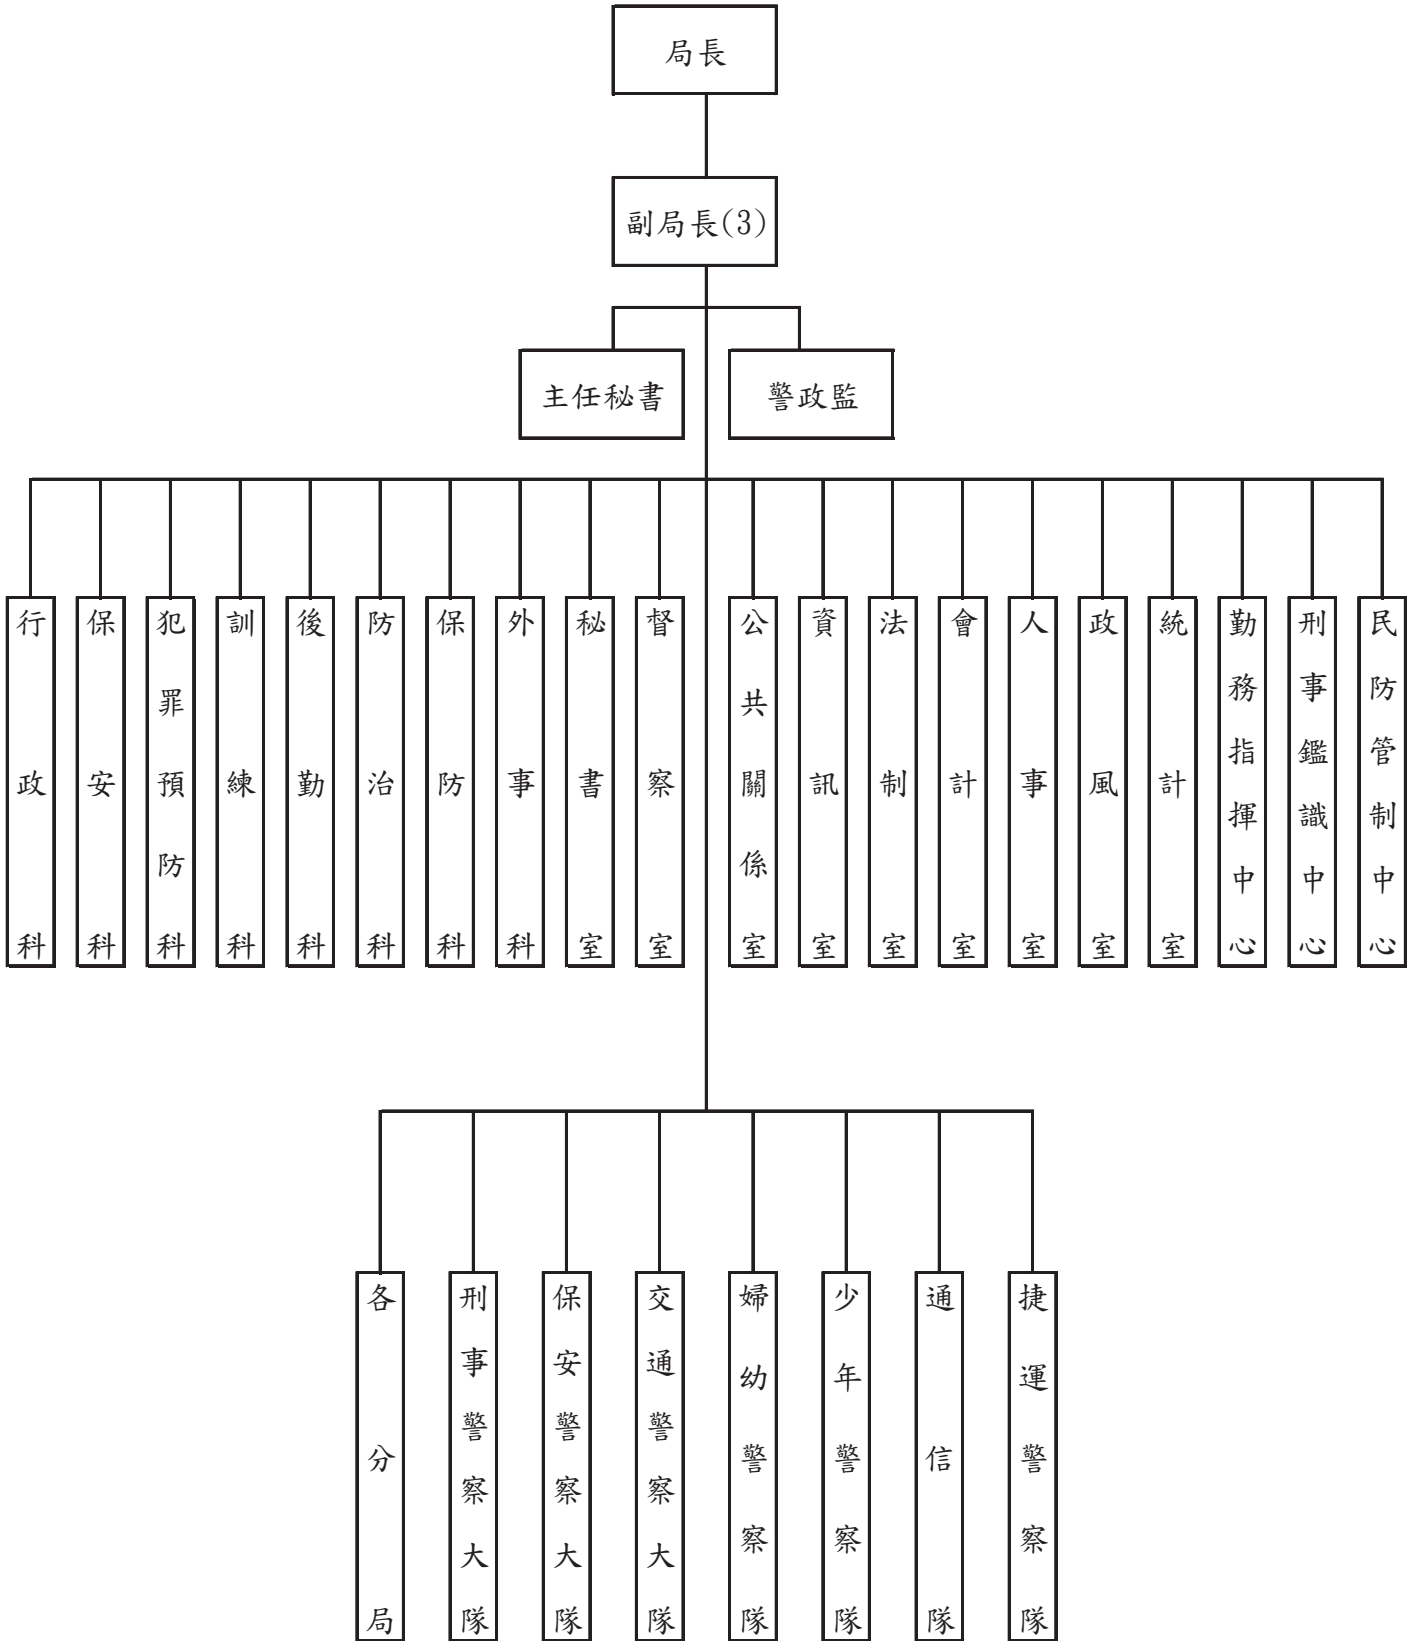 局長
副局長(3)
主任秘書
警政監
行政科
保安科
犯罪預防科
訓練科
後勤科
防治科
保防科
外事科
秘書室
督察室
公共關係室
資訊室
法制室
會計室
人事室
政風室
統計室
勤務指揮中心
刑事鑑識中心
民防管制中心
各分局
刑事警察大隊
保安警察大隊
交通警察大隊
婦幼警察隊
少年警察隊
通信隊
捷運警察隊